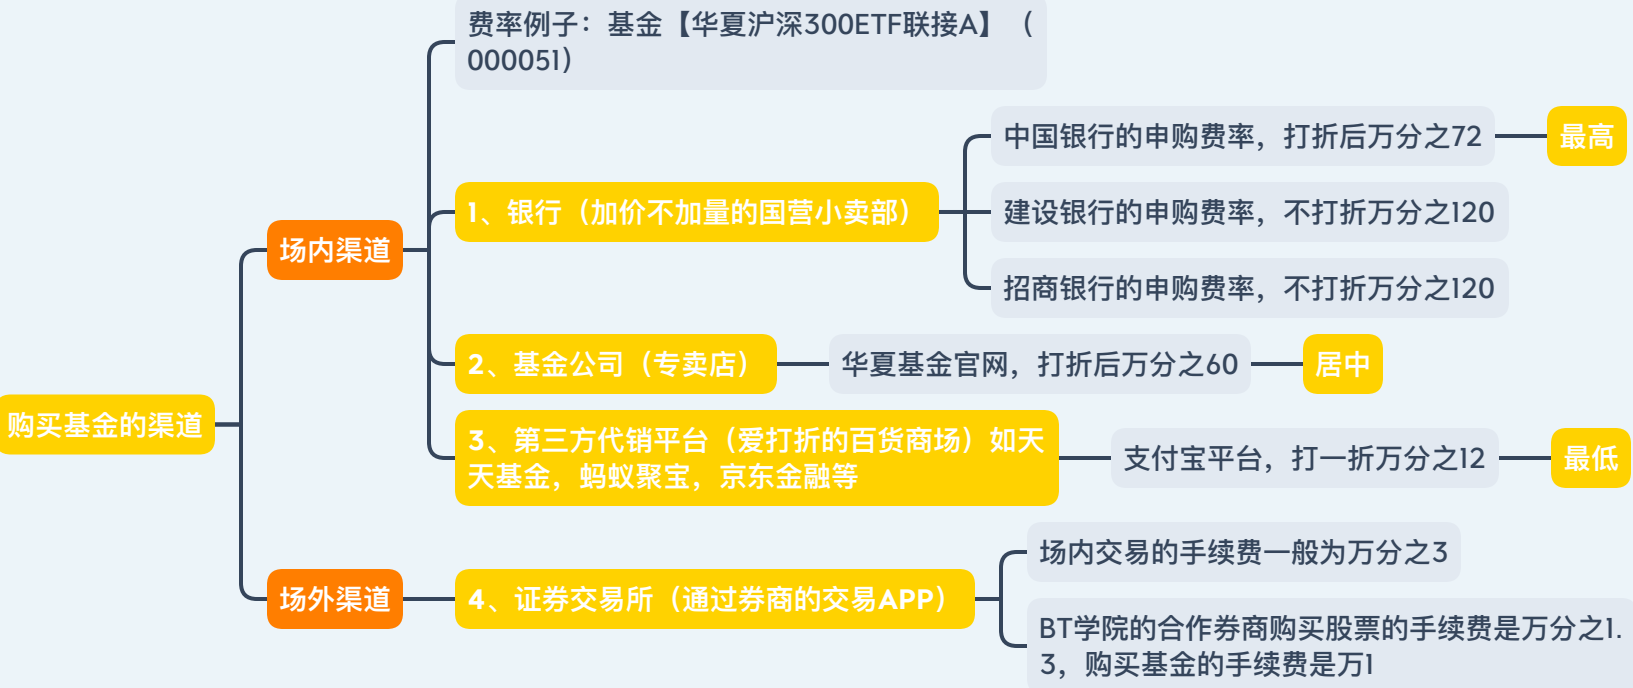 购买基金的渠道
场内渠道
费率例子：基金【华夏沪深300ETF联接A】（
000051）
1、银行（加价不加量的国营小卖部）
中国银行的申购费率，打折后万分之72
最高
建设银行的申购费率，不打折万分之120
招商银行的申购费率，不打折万分之120
2、基金公司（专卖店）
华夏基金官网，打折后万分之60
居中
3、第三方代销平台（爱打折的百货商场）如天
天基金，蚂蚁聚宝，京东金融等
支付宝平台，打一折万分之12
最低
场外渠道
4、证券交易所（通过券商的交易APP）
场内交易的手续费一般为万分之3
BT学院的合作券商购买股票的手续费是万分之1.
3，购买基金的手续费是万1